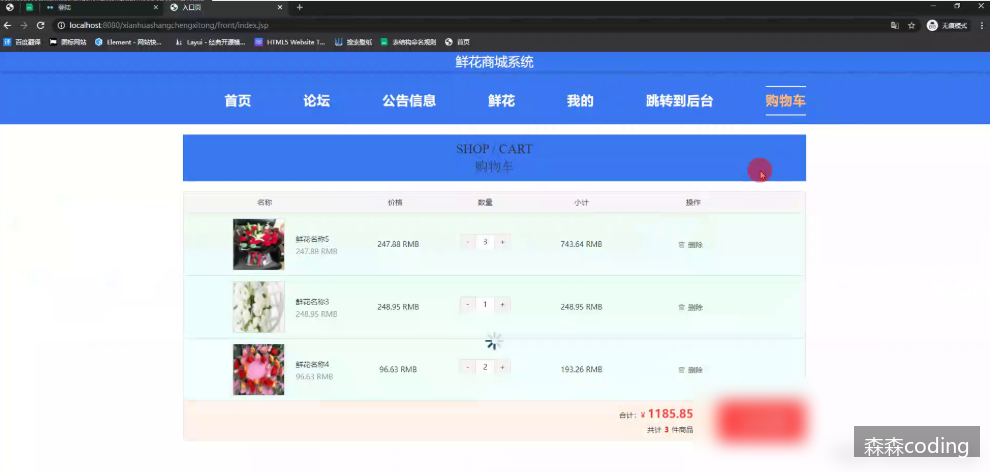 登陆
入口页
localhost:8080/xianhuashangchengxitong/front/index.jsp
无痕模式
百度翻译
图标网站
Element - 网站快...
Layui - 经典开源模...
HTML5 Website T...
搜索壁纸
表结构命名规则
首页
鲜花商城系统
首页
论坛
公告信息
鲜花
我的
跳转到后台
购物车
SHOP / CART
购物车
名称 价格 数量 小计 操作
鲜花名称5
247.88 RMB
247.88 RMB
- 3 +
743.64 RMB
删除
鲜花名称3
248.95 RMB
248.95 RMB
- 1 +
248.95 RMB
删除
鲜花名称4
96.63 RMB
96.63 RMB
- 2 +
193.26 RMB
删除
合计: ¥ 1185.85
共计 3 件商品
森森coding